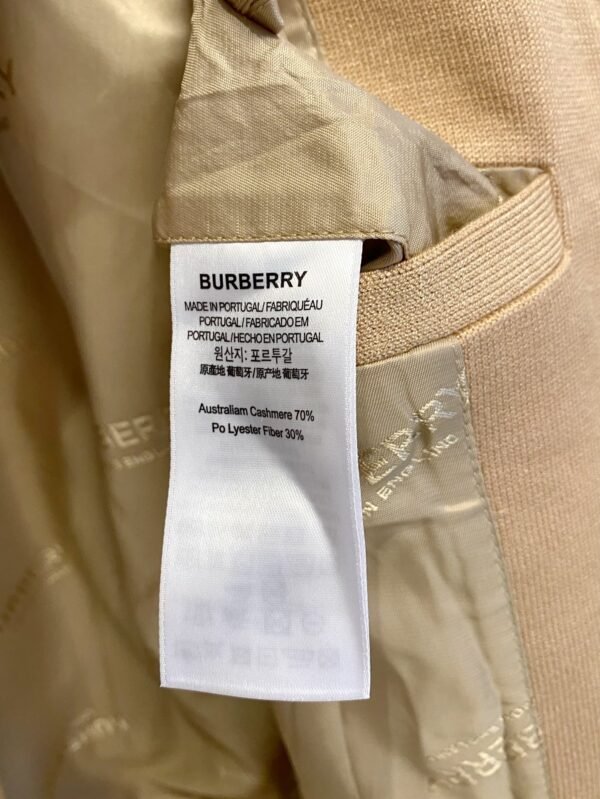 BURBERRY
MADE IN PORTUGAL/FABRIQUÉAU
PORTUGAL/FABRICADO EM
PORTUGAL/HECHO EN PORTUGAL
원산지: 포르투갈
原產地 葡萄牙/原产地 葡萄牙
Australiam Cashmere 70%
Po Lyester Fiber 30%
BERRY
N ENGLAND